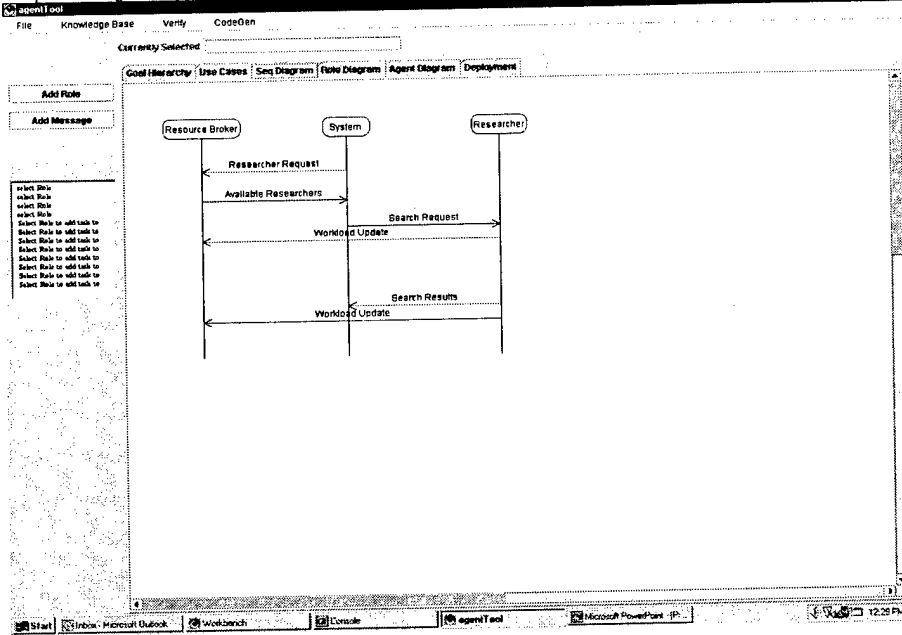 agentTool
File Knowledge Base Verify CodeGen
Currently Selected
Goal Hierarchy Use Cases Seq Diagram Role Diagram Agent Diagram Deployment
Add Role
Add Message
Resource Broker System Researcher
Researcher Request
Available Researchers
Search Request
Workload Update
Search Results
Workload Update
select Role
select Role
select Role
select Role
Select Role to add task to
Select Role to add task to
Select Role to add task to
Select Role to add task to
Select Role to add task to
Select Role to add task to
Select Role to add task to
Select Role to add task to
Start Inbox - Microsoft Outlook Workbench Console agentTool Microsoft PowerPoint - [P... 12:29 PM